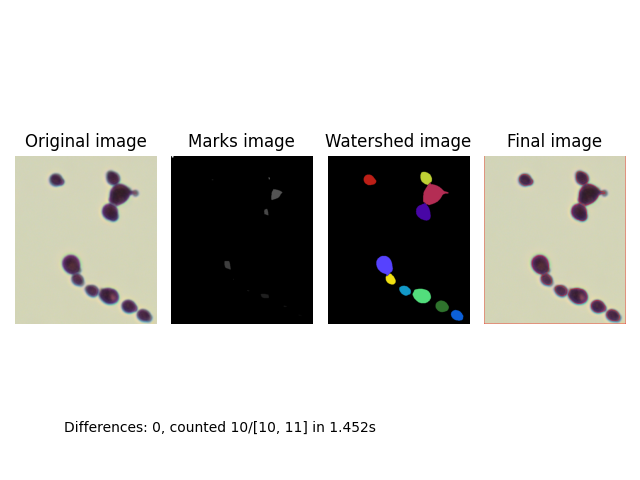 Original image
Marks image
Watershed image
Final image
Differences: 0, counted 10/[10, 11] in 1.452s